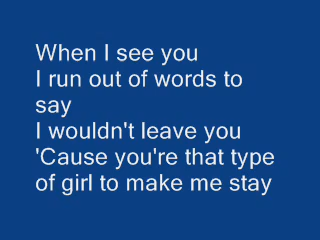 When I see you
I run out of words to
say
I wouldn't leave you
'Cause you're that type
of girl to make me stay